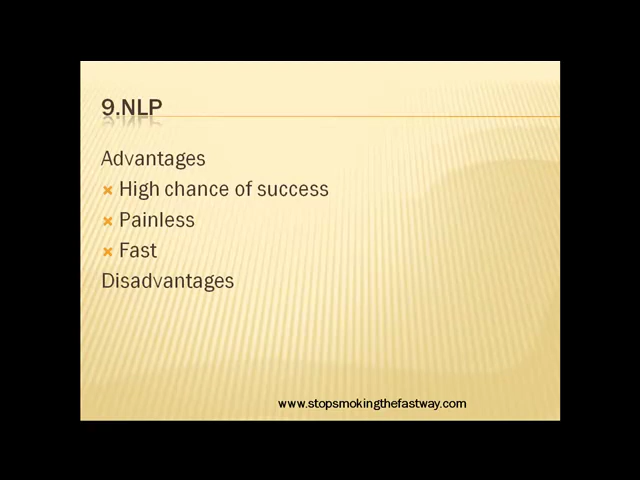 9.NLP
Advantages
High chance of success
Painless
Fast
Disadvantages
www.stopsmokingthefastway.com